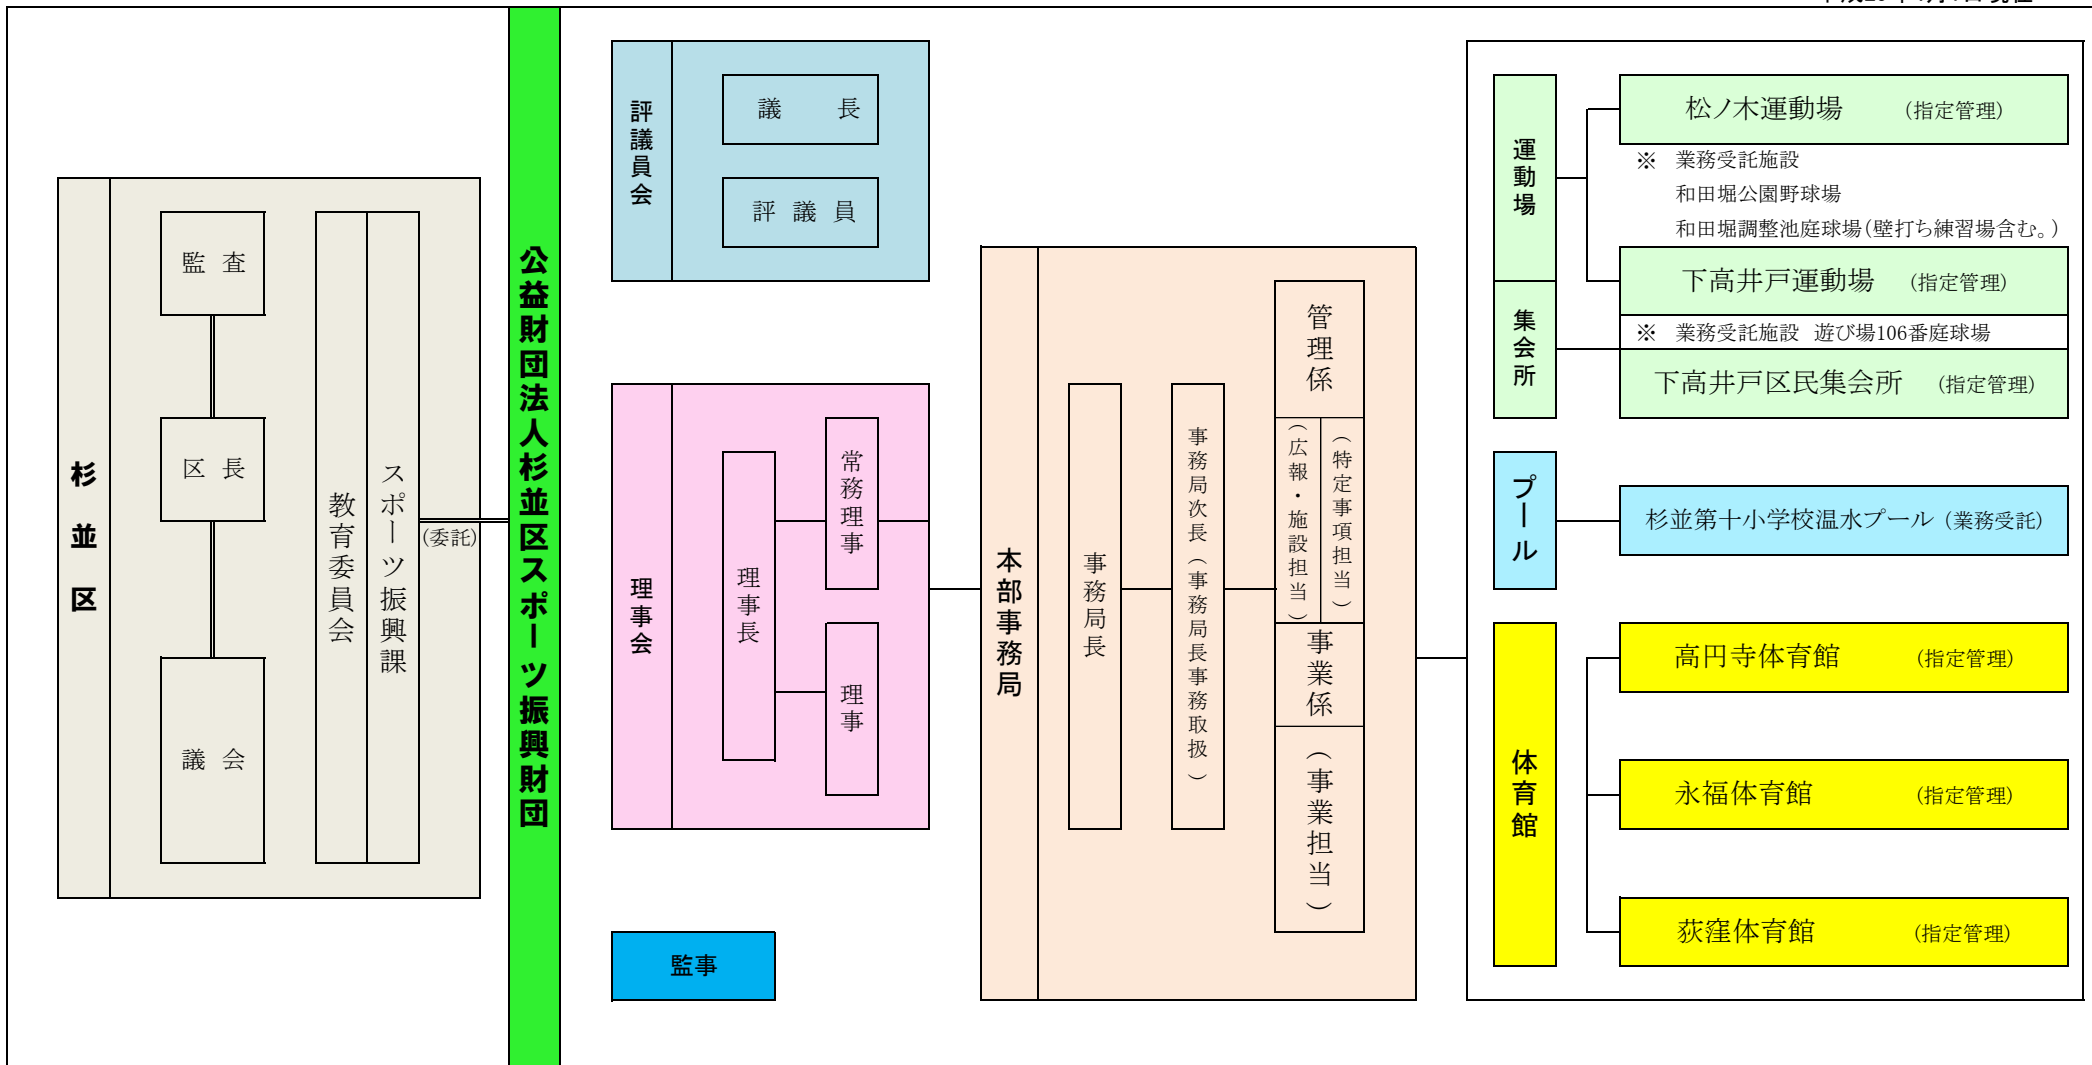 杉並区
監査
区長
議会
教育委員会
スポーツ振興課
(委託)
公益財団法人杉並区スポーツ振興財団
評議員会
議　長
評議員
理事会
理事長
常務理事
理事
監事
本部事務局
事務局長
事務局次長(事務局長事務取扱)
管理係
(広報・施設担当)
(特定事項担当)
事業係
(事業担当)
運動場
松ノ木運動場　(指定管理)
※　業務受託施設
和田堀公園野球場
和田堀調整池庭球場(壁打ち練習場含む。)
下高井戸運動場　(指定管理)
※　業務受託施設　遊び場106番庭球場
集会所
下高井戸区民集会所　(指定管理)
プール
杉並第十小学校温水プール (業務受託)
体育館
高円寺体育館　(指定管理)
永福体育館　(指定管理)
荻窪体育館　(指定管理)